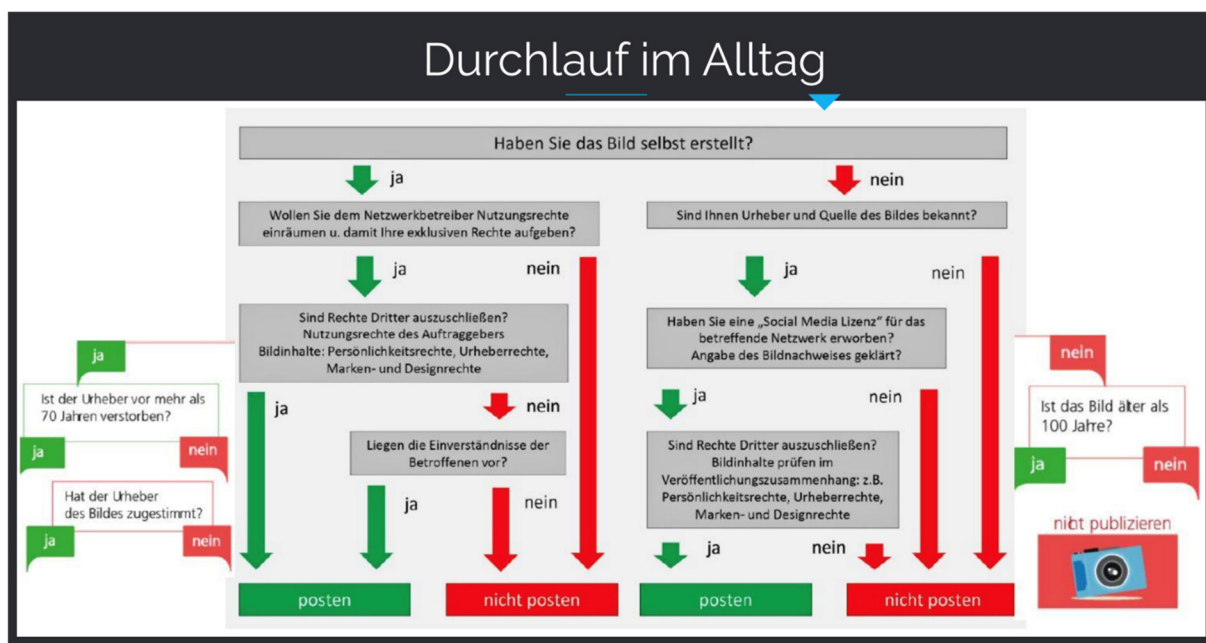 Durchlauf im Alltag
Haben Sie das Bild selbst erstellt?
ja
nein
Wollen Sie dem Netzwerkbetreiber Nutzungsrechte
einräumen u. damit Ihre exklusiven Rechte aufgeben?
Sind Ihnen Urheber und Quelle des Bildes bekannt?
ja
nein
ja
nein
Sind Rechte Dritter auszuschließen?
Nutzungsrechte des Auftraggebers
Bildinhalte: Persönlichkeitsrechte, Urheberrechte,
Marken- und Designrechte
Haben Sie eine „Social Media Lizenz“ für das
betreffende Netzwerk erworben?
Angabe des Bildnachweises geklärt?
ja
nein
ja
nein
Liegen die Einverständnisse der
Betroffenen vor?
Sind Rechte Dritter auszuschließen?
Bildinhalte prüfen im
Veröffentlichungszusammenhang: z.B.
Persönlichkeitsrechte, Urheberrechte,
Marken- und Designrechte
ja
nein
ja
nein
posten
nicht posten
posten
nicht posten
ja
Ist der Urheber vor mehr als
70 Jahren verstorben?
ja
nein
Hat der Urheber
des Bildes zugestimmt?
ja
nein
nein
Ist das Bild älter als
100 Jahre?
ja
nein
nicht publizieren